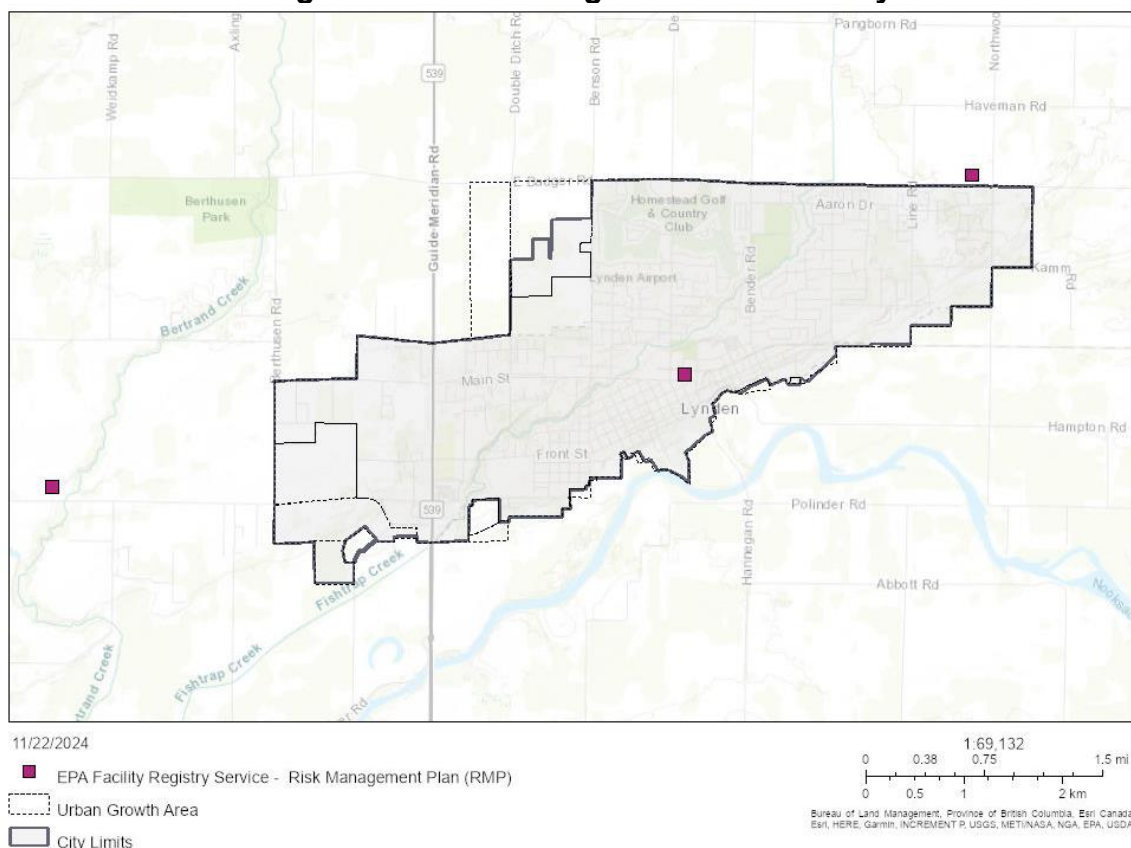 Pangborn Rd
Axling
Weidkamp Rd
539
Double Ditch Rd
Benson Rd
De
Northwoo
Haveman Rd
Guide-Meridian-Rd
E Badger Rd
Berthusen
Park
Homestead Golf
& Country
Club
Aaron Dr
Line Rd
Lynden Airport
Bender Rd
Kamm
Rd
Bertrand Creek
Berthusen Rd
Main St
Lynden
Front St
Hampton Rd
539
Polinder Rd
Hannegan Rd
Abbott Rd
Nooksac
Fishtrap Creek
Fishtrap Creek
trand Creek
er Rd
11/22/2024
EPA Facility Registry Service - Risk Management Plan (RMP)
Urban Growth Area
City Limits
1:69,132
0 0.38 0.75 1.5 mi
0 0.5 1 2 km
Bureau of Land Management, Province of British Columbia, Esri Canada,
Esri, HERE, Garmin, INCREMENT P, USGS, METI/NASA, NGA, EPA, USDA